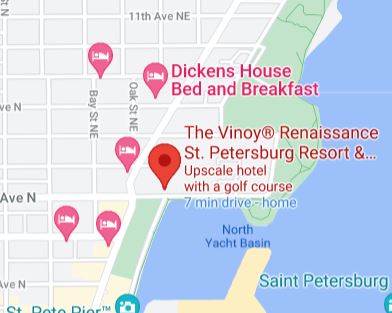 11th Ave NE
Dickens House
Bed and Breakfast
Bay St NE
Oak St NE
ve N
The Vinoy® Renaissance
St. Petersburg Resort &...
Upscale hotel
with a golf course
Ave N
7 min drive - home
North
Yacht Basin
Ave N
Saint Petersburg
St. Pete Pier™